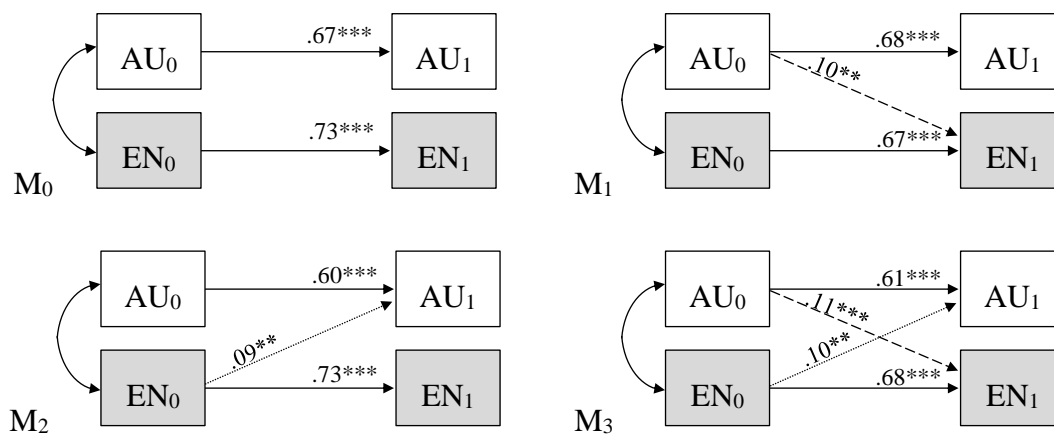 AU₀ .67*** AU₁
EN₀ .73*** EN₁
M₀
AU₀ .68*** AU₁
.10**
EN₀ .67*** EN₁
M₁
AU₀ .60*** AU₁
.09**
EN₀ .73*** EN₁
M₂
AU₀ .61*** AU₁
.11***
.10**
EN₀ .68*** EN₁
M₃